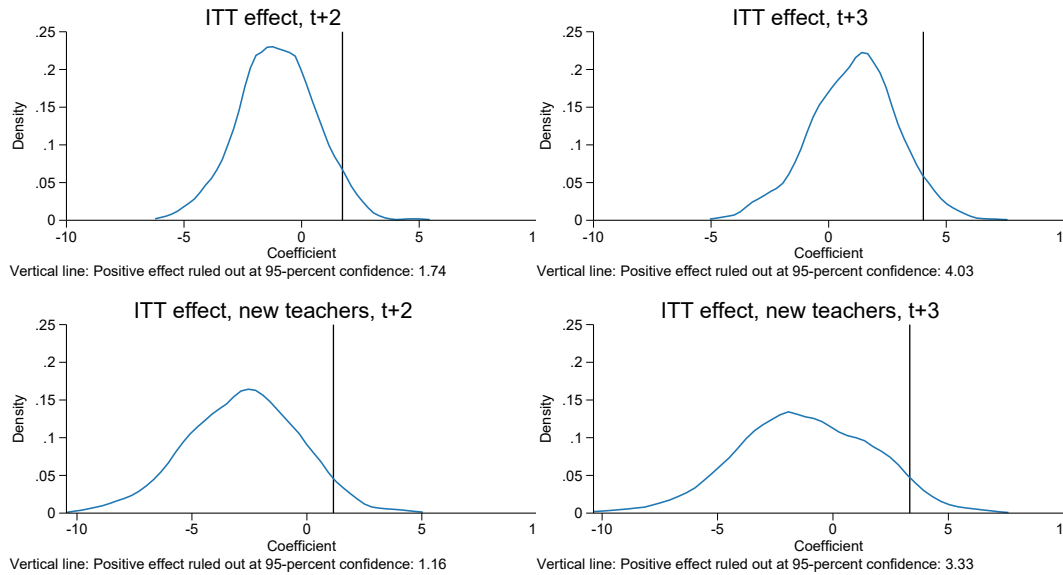 ITT effect, t+2
.25
.2
.15
.1
.05
0
Density
-10 -5 0 5 1
Coefficient
Vertical line: Positive effect ruled out at 95-percent confidence: 1.74
ITT effect, t+3
.25
.2
.15
.1
.05
0
Density
-10 -5 0 5 1
Coefficient
Vertical line: Positive effect ruled out at 95-percent confidence: 4.03
ITT effect, new teachers, t+2
.25
.2
.15
.1
.05
0
Density
-10 -5 0 5 1
Coefficient
Vertical line: Positive effect ruled out at 95-percent confidence: 1.16
ITT effect, new teachers, t+3
.25
.2
.15
.1
.05
0
Density
-10 -5 0 5 1
Coefficient
Vertical line: Positive effect ruled out at 95-percent confidence: 3.33